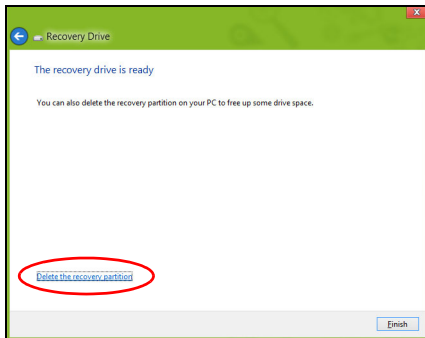 Recovery Drive
The recovery drive is ready
You can also delete the recovery partition on your PC to free up some drive space.
Delete the recovery partition
Finish